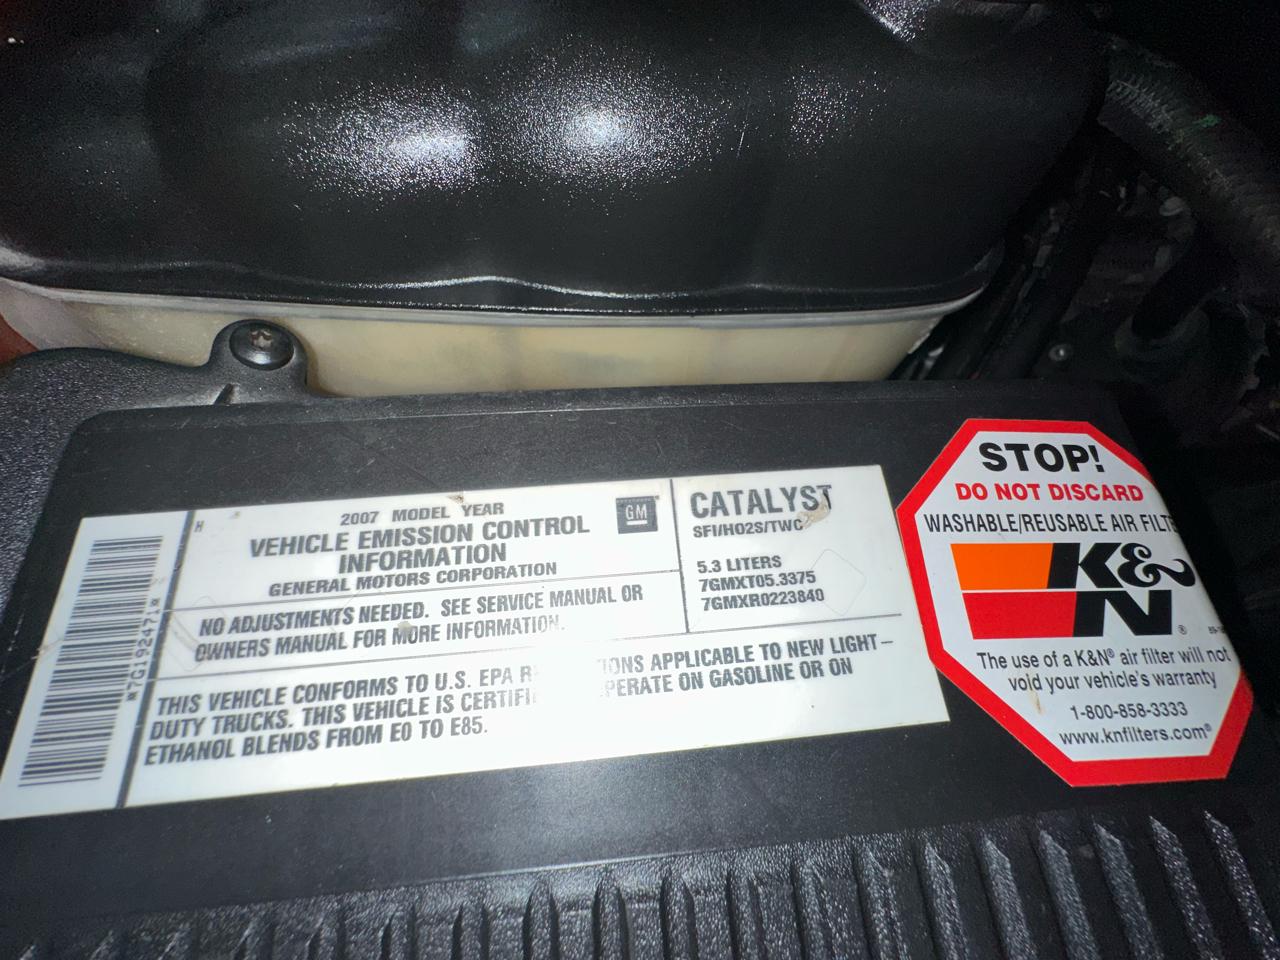 *7G192471*
H
2007 MODEL YEAR
VEHICLE EMISSION CONTROL
INFORMATION
GENERAL MOTORS CORPORATION
GM
NO ADJUSTMENTS NEEDED. SEE SERVICE MANUAL OR
OWNERS MANUAL FOR MORE INFORMATION.
CATALYST
SFI/HO2S/TWC
5.3 LITERS
7GMXT05.3375
7GMXR0223840
THIS VEHICLE CONFORMS TO U.S. EPA APPLICABLE TO NEW LIGHT-
DUTY TRUCKS. THIS VEHICLE IS ON GASOLINE OR ON
ETHANOL BLENDS FROM E0 TO E85.
STOP!
DO NOT DISCARD
WASHABLE/REUSABLE AIR
K&N®
The use of a K&N® air filter will not
void your vehicle's warranty
1-800-858-3333
www.knfilters.com®